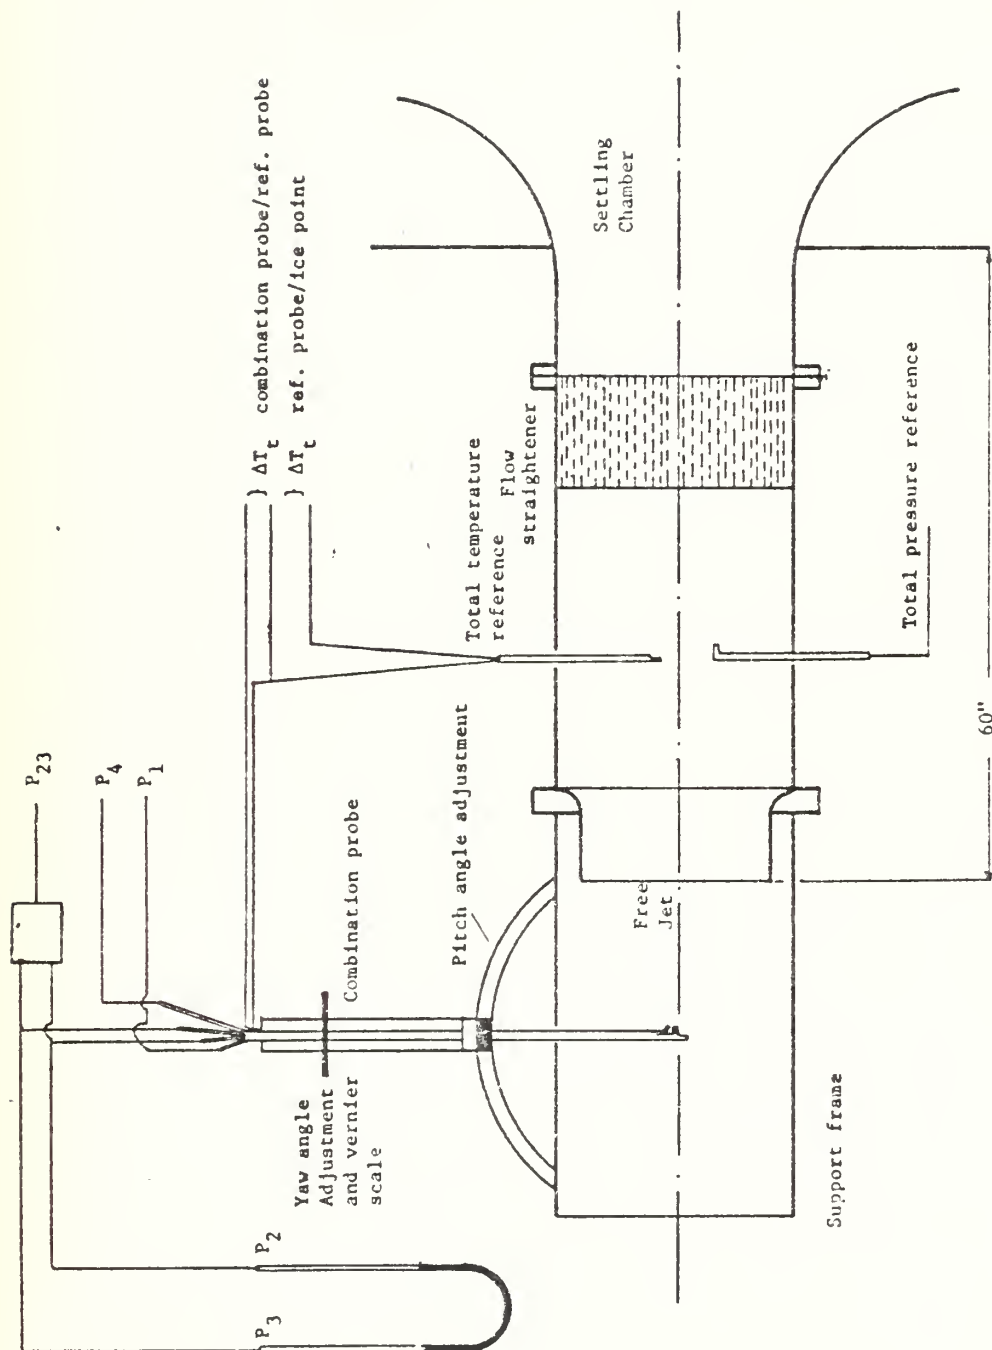 P23
P4
P1
} ΔTt combination probe/ref. probe
} ΔTt ref. probe/ice point
Settling
Chamber
Total temperature
reference
Flow
straightener
Combination probe
Pitch angle adjustment
Yaw angle
Adjustment
and vernier
scale
P2
P3
Free
Jet
Total pressure reference
60"
Support frame